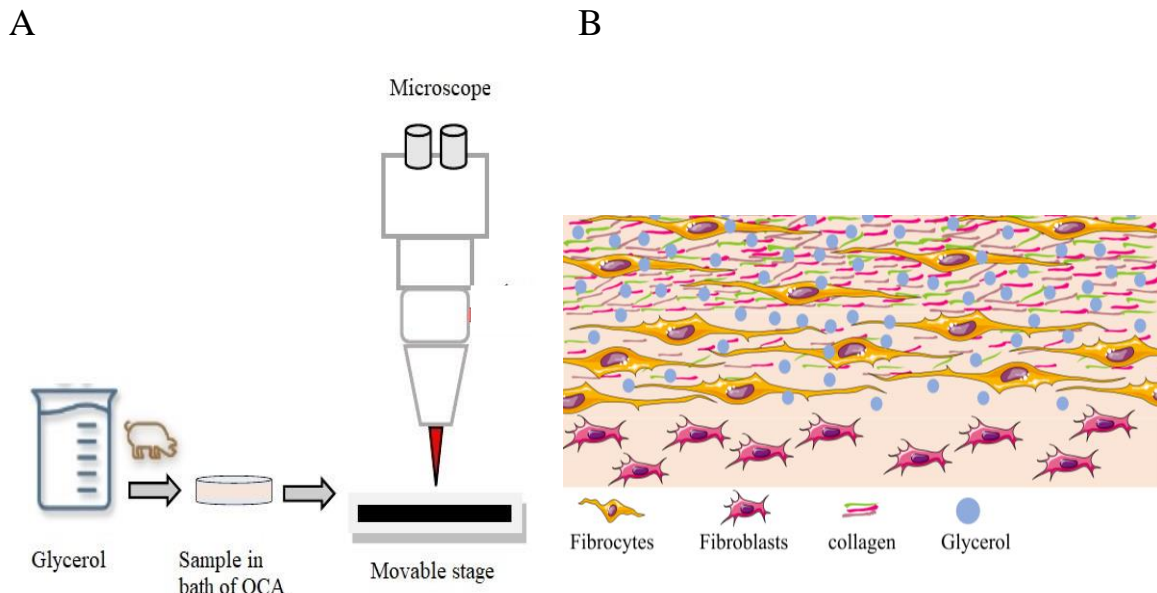 A
B
Microscope
Glycerol
Sample in
bath of OCA
Movable stage
Fibrocytes
Fibroblasts
collagen
Glycerol